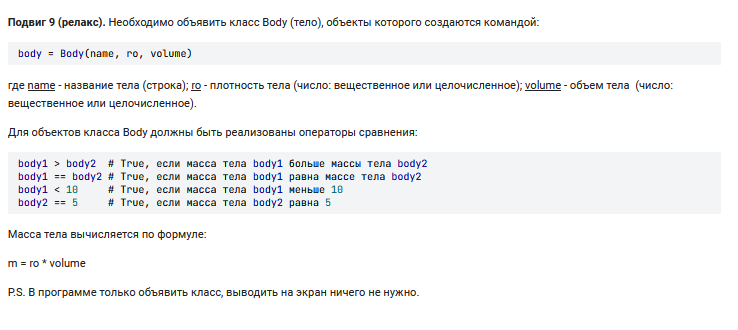 Подвиг 9 (релакс). Необходимо объявить класс Body (тело), объекты которого создаются командой:
body = Body(name, ro, volume)
где name - название тела (строка); ro - плотность тела (число: вещественное или целочисленное); volume - объем тела (число:
вещественное или целочисленное).
Для объектов класса Body должны быть реализованы операторы сравнения:
body1 > body2 # True, если масса тела body1 больше массы тела body2
body1 == body2 # True, если масса тела body1 равна массе тела body2
body1 < 10 # True, если масса тела body1 меньше 10
body2 == 5 # True, если масса тела body2 равна 5
Масса тела вычисляется по формуле:
m = ro * volume
P.S. В программе только объявить класс, выводить на экран ничего не нужно.